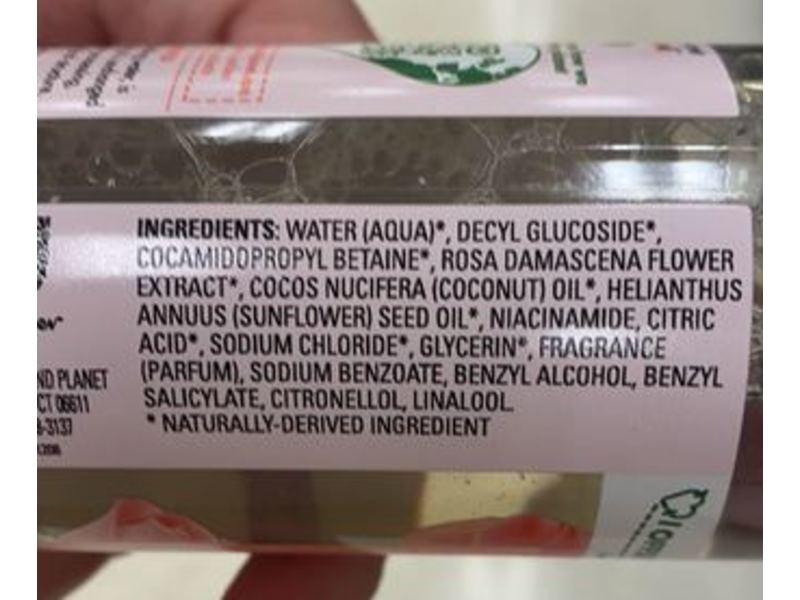 INGREDIENTS: WATER (AQUA)*, DECYL GLUCOSIDE*,
COCAMIDOPROPYL BETAINE*, ROSA DAMASCENA FLOWER
EXTRACT*, COCOS NUCIFERA (COCONUT) OIL*, HELIANTHUS
ANNUUS (SUNFLOWER) SEED OIL*, NIACINAMIDE, CITRIC
ACID*, SODIUM CHLORIDE*, GLYCERIN*, FRAGRANCE
(PARFUM), SODIUM BENZOATE, BENZYL ALCOHOL, BENZYL
SALICYLATE, CITRONELLOL, LINALOOL.
* NATURALLY-DERIVED INGREDIENT
ND PLANET
CT 06611
-3137